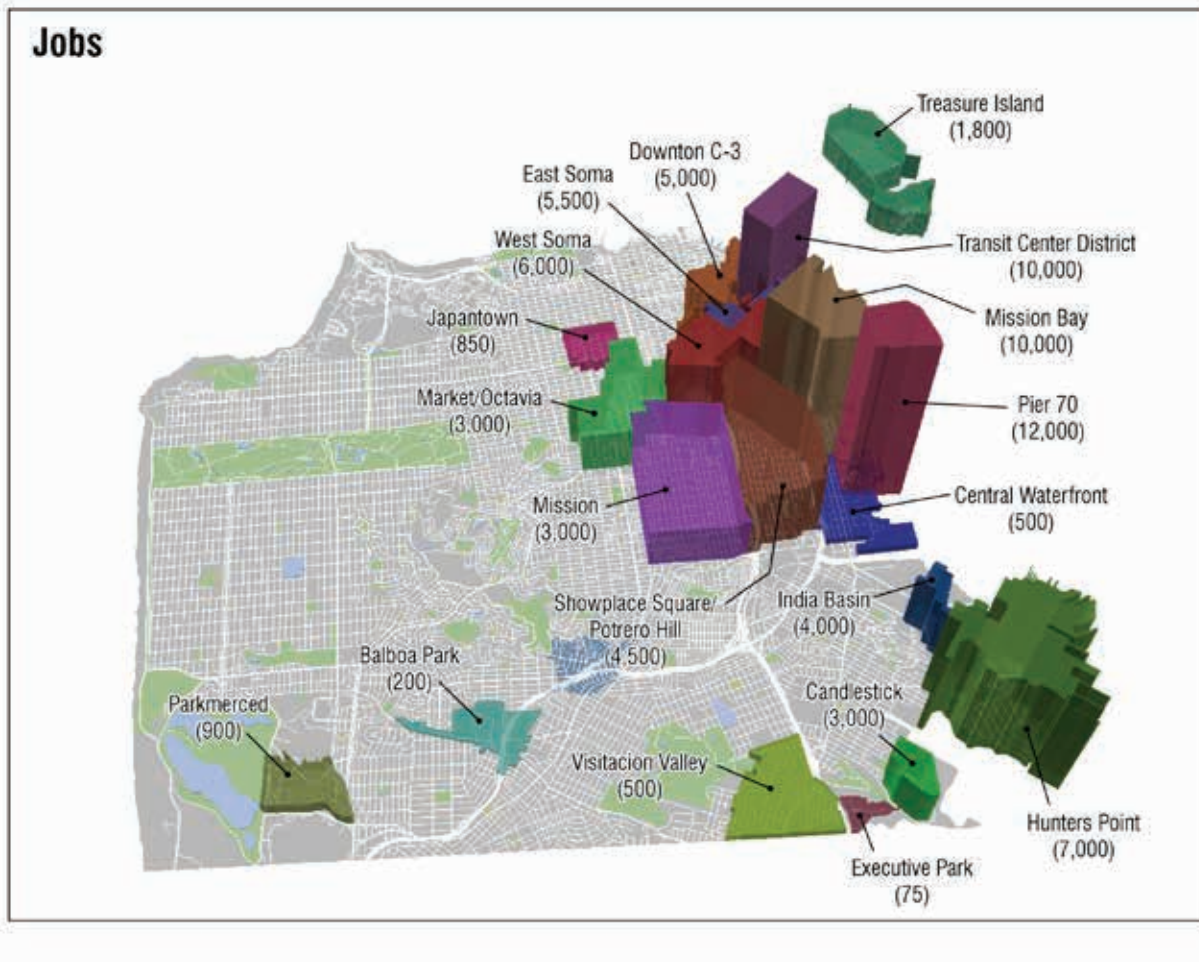 Jobs
Treasure Island
(1,800)
Downton C-3
(5,000)
East Soma
(5,500)
West Soma
(6,000)
Transit Center District
(10,000)
Mission Bay
(10,000)
Japantown
(850)
Pier 70
(12,000)
Market/Octavia
(3,000)
Central Waterfront
(500)
Mission
(3,000)
India Basin
(4,000)
Showplace Square/
Potrero Hill
(4,500)
Balboa Park
(200)
Candlestick
(3,000)
Parkmerced
(900)
Visitacion Valley
(500)
Hunters Point
(7,000)
Executive Park
(75)